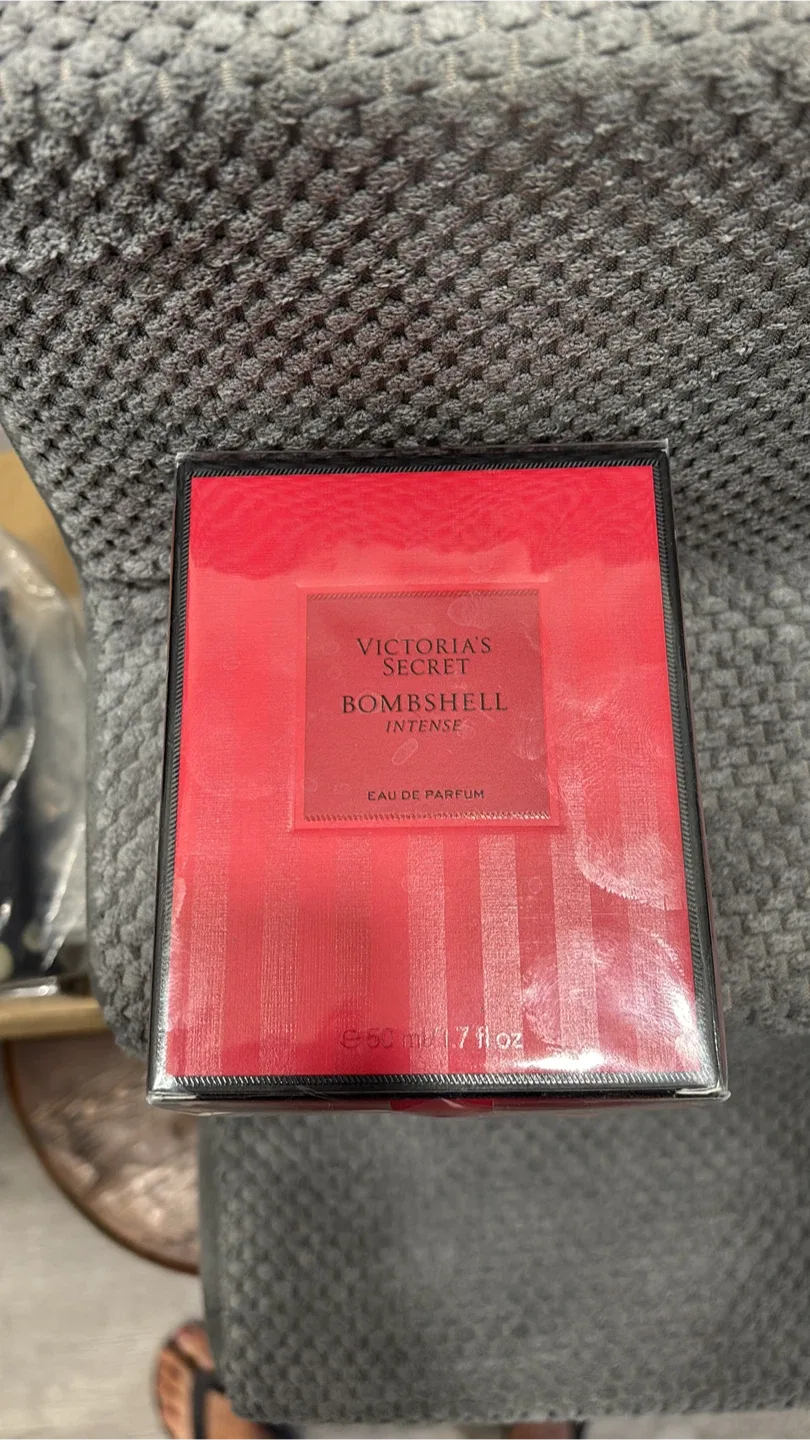 VICTORIA'S
SECRET
BOMBSHELL
INTENSE
EAU DE PARFUM
℮ 50 ml/1.7 fl oz